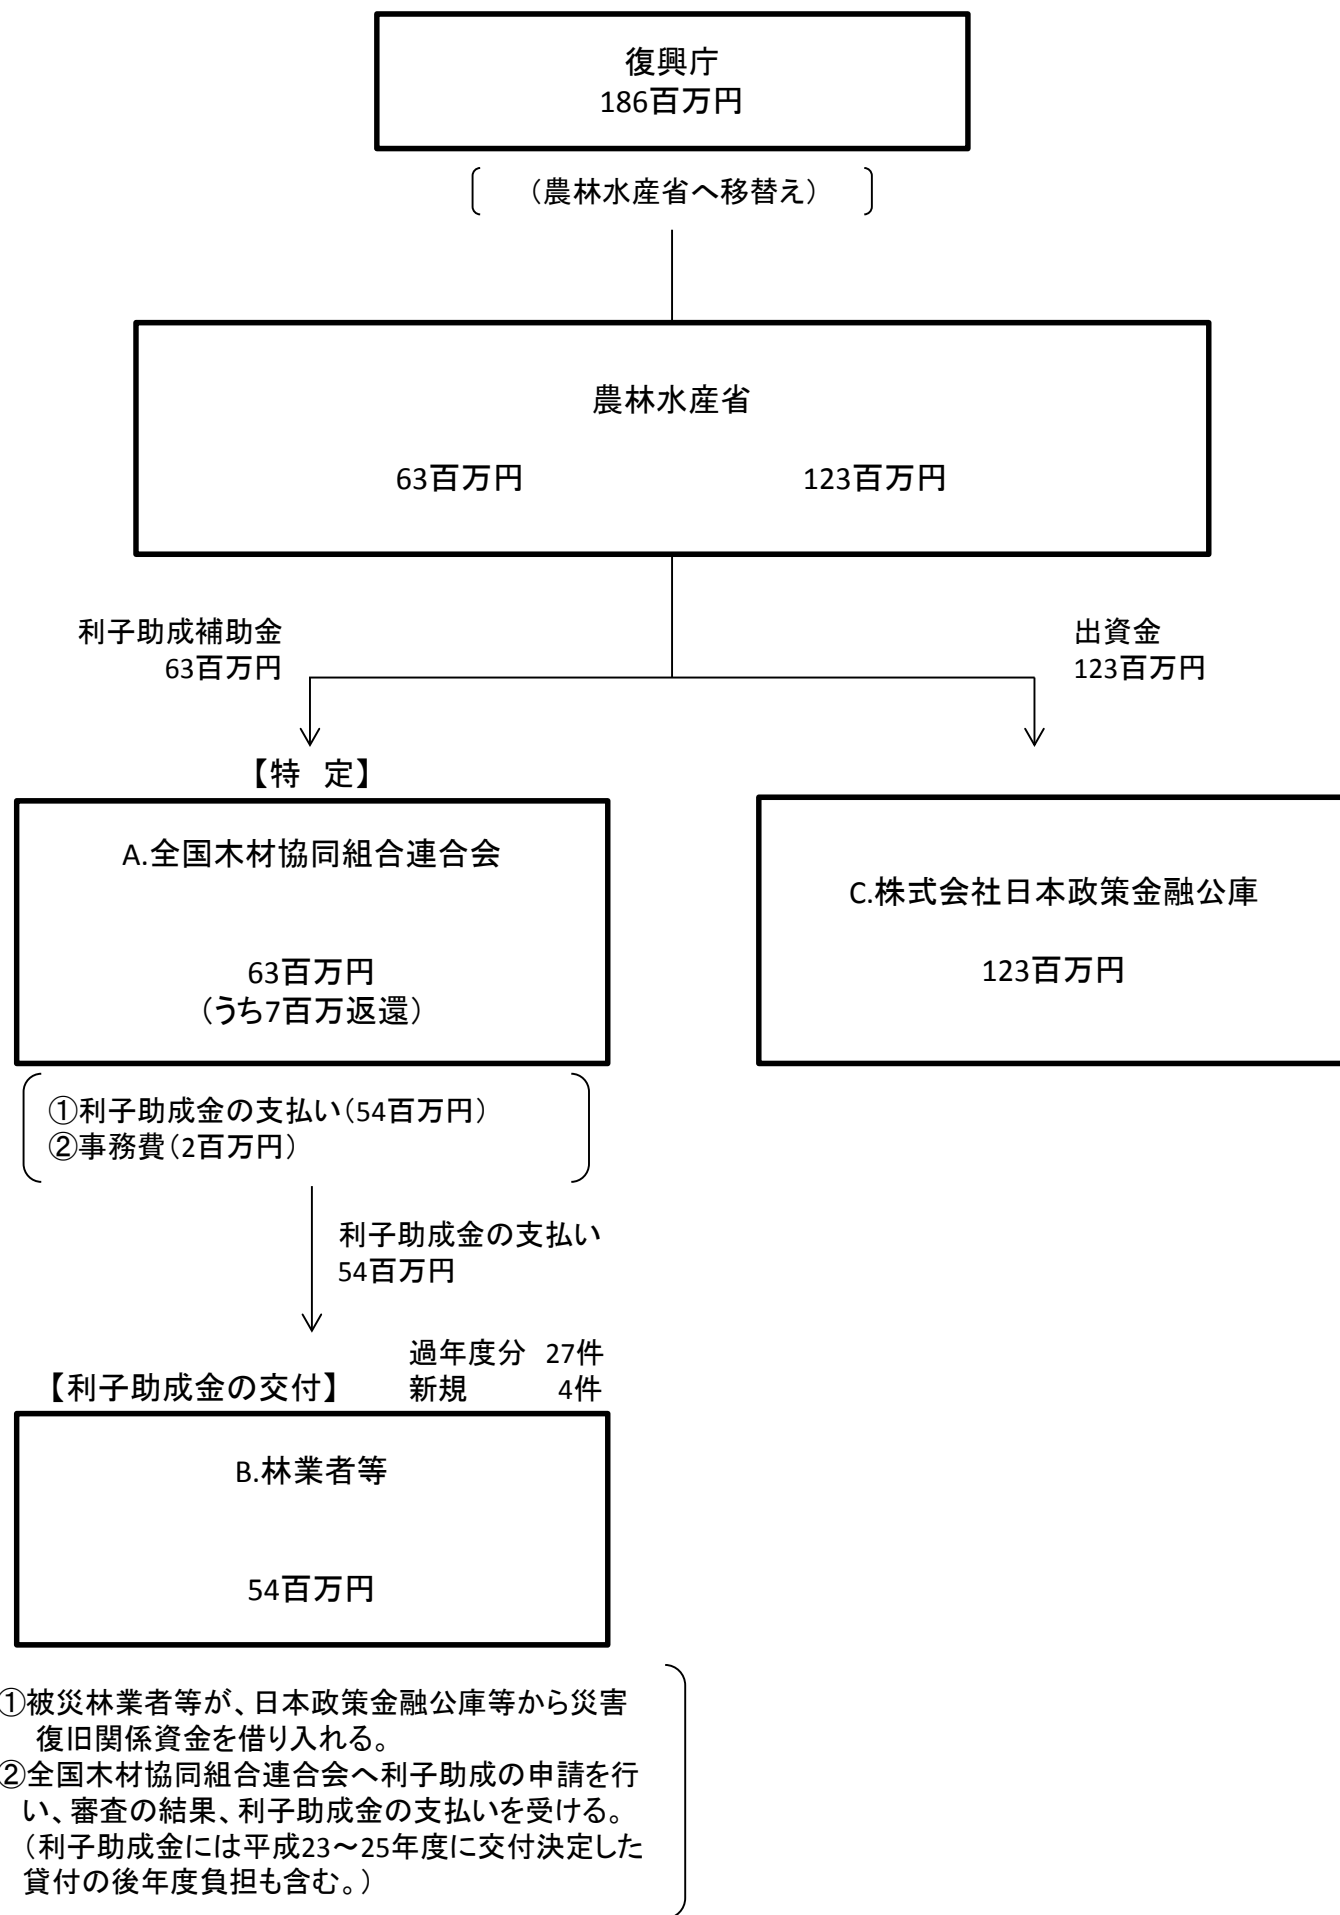 復興庁
186百万円
（農林水産省へ移替え）
農林水産省
63百万円 123百万円
利子助成補助金
63百万円
出資金
123百万円
【特　定】
A.全国木材協同組合連合会
63百万円
（うち7百万返還）
C.株式会社日本政策金融公庫
123百万円
①利子助成金の支払い（54百万円）
②事務費（2百万円）
利子助成金の支払い
54百万円
過年度分 27件
新規 4件
【利子助成金の交付】
B.林業者等
54百万円
①被災林業者等が、日本政策金融公庫等から災害
復旧関係資金を借り入れる。
②全国木材協同組合連合会へ利子助成の申請を行
い、審査の結果、利子助成金の支払いを受ける。
（利子助成金には平成23～25年度に交付決定した
貸付の後年度負担も含む。）